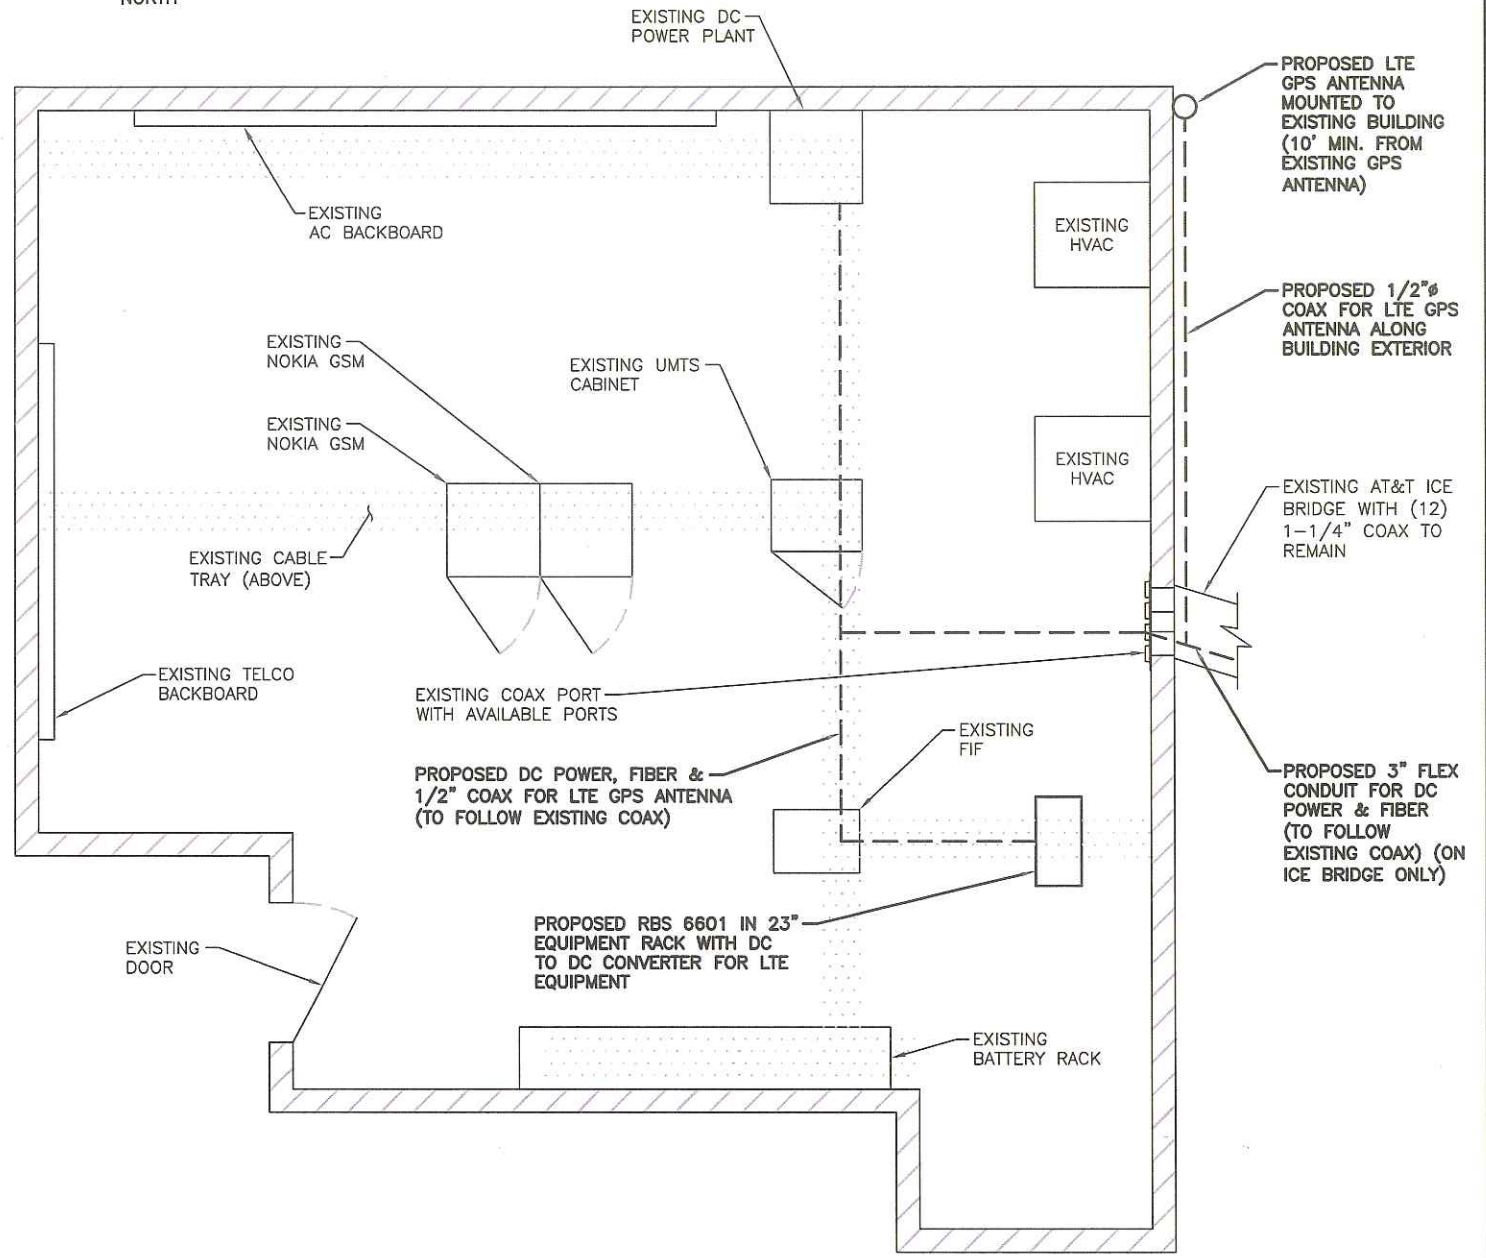 NORTH
EXISTING DC
POWER PLANT
PROPOSED LTE
GPS ANTENNA
MOUNTED TO
EXISTING BUILDING
(10' MIN. FROM
EXISTING GPS
ANTENNA)
EXISTING
AC BACKBOARD
EXISTING
HVAC
PROPOSED 1/2"ø
COAX FOR LTE GPS
ANTENNA ALONG
BUILDING EXTERIOR
EXISTING
NOKIA GSM
EXISTING UMTS
CABINET
EXISTING
NOKIA GSM
EXISTING
HVAC
EXISTING AT&T ICE
BRIDGE WITH (12)
1-1/4" COAX TO
REMAIN
EXISTING CABLE
TRAY (ABOVE)
EXISTING TELCO
BACKBOARD
EXISTING COAX PORT
WITH AVAILABLE PORTS
EXISTING
FIF
PROPOSED DC POWER, FIBER &
1/2" COAX FOR LTE GPS ANTENNA
(TO FOLLOW EXISTING COAX)
PROPOSED 3" FLEX
CONDUIT FOR DC
POWER & FIBER
(TO FOLLOW
EXISTING COAX) (ON
ICE BRIDGE ONLY)
PROPOSED RBS 6601 IN 23"
EQUIPMENT RACK WITH DC
TO DC CONVERTER FOR LTE
EQUIPMENT
EXISTING
DOOR
EXISTING
BATTERY RACK